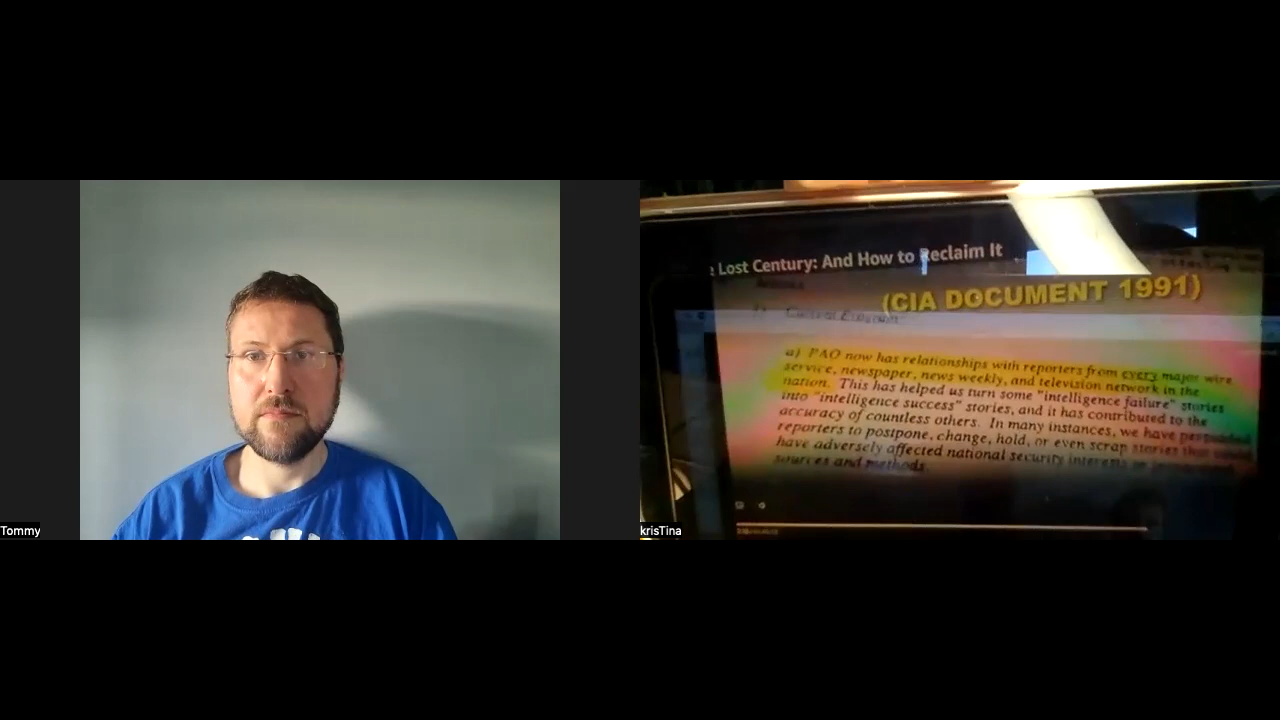 Lost Century: And How to Reclaim It
(CIA DOCUMENT 1991)
a) PAO now has relationships with reporters from every major wire
service, newspaper, news weekly, and television network in the
nation. This has helped us turn some "intelligence failure" stories
into "intelligence success" stories, and it has contributed to the
accuracy of countless others. In many instances, we have persuaded
reporters to postpone, change, hold, or even scrap stories that could
have adversely affected national security interests or
sources and methods.
Tommy
krisTina